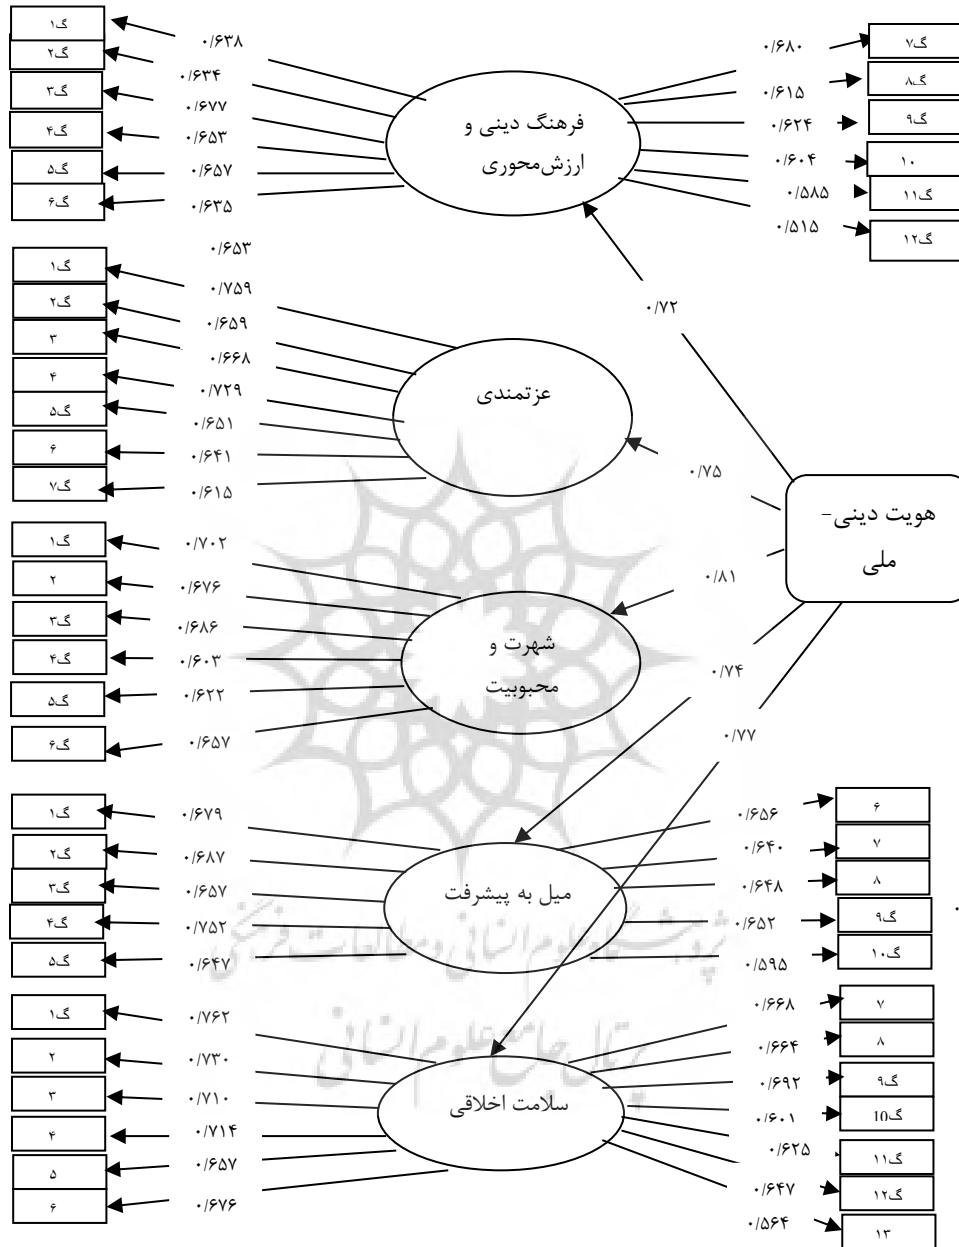 گ۱
۰/۶۳۸
گ۲
۰/۶۳۴
گ۳
۰/۶۷۷
گ۴
۰/۶۵۳
گ۵
۰/۶۵۷
گ۶
۰/۶۳۵
فرهنگ دینی و
ارزش‌محوری
۰/۶۸۰
گ۷
۰/۶۱۵
گ۸
۰/۶۲۴
گ۹
۰/۶۰۴
۱۰
۰/۵۸۵
گ۱۱
۰/۵۱۵
گ۱۲
۰/۷۲
۰/۶۵۳
گ۱
۰/۷۵۹
گ۲
۰/۶۵۹
۳
۰/۶۶۸
۴
۰/۷۲۹
گ۵
۰/۶۵۱
۶
۰/۶۴۱
گ۷
۰/۶۱۵
عزتمندی
۰/۷۵
هویت دینی-
ملی
گ۱
۰/۷۰۲
۲
۰/۶۷۶
گ۳
۰/۶۸۶
گ۴
۰/۶۰۳
گ۵
۰/۶۲۲
گ۶
۰/۶۵۷
شهرت و
محبوبیت
۰/۸۱
۰/۷۴
۰/۷۷
گ۱
۰/۶۷۹
گ۲
۰/۶۸۷
گ۳
۰/۶۵۷
گ۴
۰/۷۵۲
گ۵
۰/۶۴۷
میل به پیشرفت
۰/۶۵۶
۶
۰/۶۴۰
۷
۰/۶۴۸
۸
۰/۶۵۲
گ۹
۰/۵۹۵
گ۱۰
پژوهشگاه علوم انسانی و مطالعات فرهنگی
پرتال جامع علوم انسانی
گ۱
۰/۷۶۲
۲
۰/۷۳۰
۳
۰/۷۱۰
۴
۰/۷۱۴
۵
۰/۶۵۷
۶
۰/۶۷۶
سلامت اخلاقی
۰/۶۶۸
۷
۰/۶۶۴
۸
۰/۶۹۲
گ۹
۰/۶۰۱
گ10
۰/۶۲۵
گ۱۱
۰/۶۴۷
گ۱۲
۰/۵۶۴
۱۳